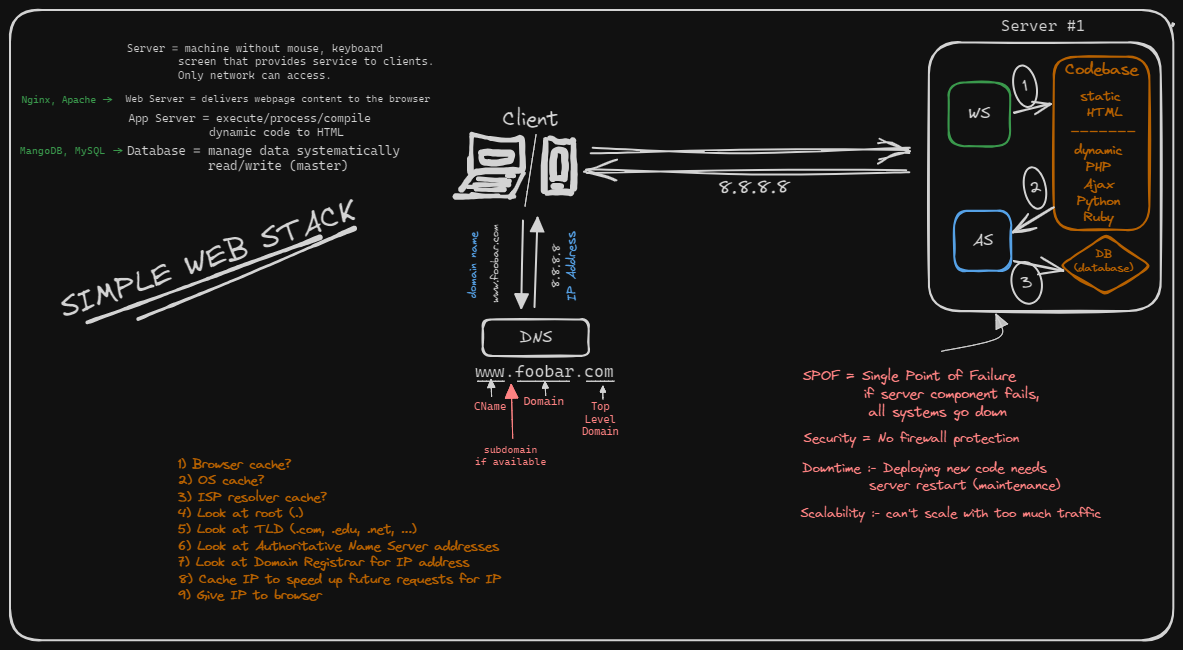 Server #1
Server = machine without mouse, keyboard
screen that provides service to clients.
Only network can access.
Nginx, Apache → Web Server = delivers webpage content to the browser
App Server = execute/process/compile
dynamic code to HTML
MangoDB, MySQL → Database = manage data systematically
read/write (master)
SIMPLE WEB STACK
Client
8.8.8.8
domain name
www.foobar.com
8.8.8.8
IP Address
DNS
www.foobar.com
CName
Domain
Top
Level
Domain
subdomain
if available
WS
1
Codebase
static
HTML
-------
dynamic
PHP
Ajax
Python
Ruby
2
AS
3
DB
(database)
SPOF = Single Point of Failure
if server component fails,
all systems go down
Security = No firewall protection
Downtime :- Deploying new code needs
server restart (maintenance)
Scalability :- can't scale with too much traffic
1) Browser cache?
2) OS cache?
3) ISP resolver cache?
4) Look at root (.)
5) Look at TLD (.com, .edu, .net, ...)
6) Look at Authoritative Name Server addresses
7) Look at Domain Registrar for IP address
8) Cache IP to speed up future requests for IP
9) Give IP to browser